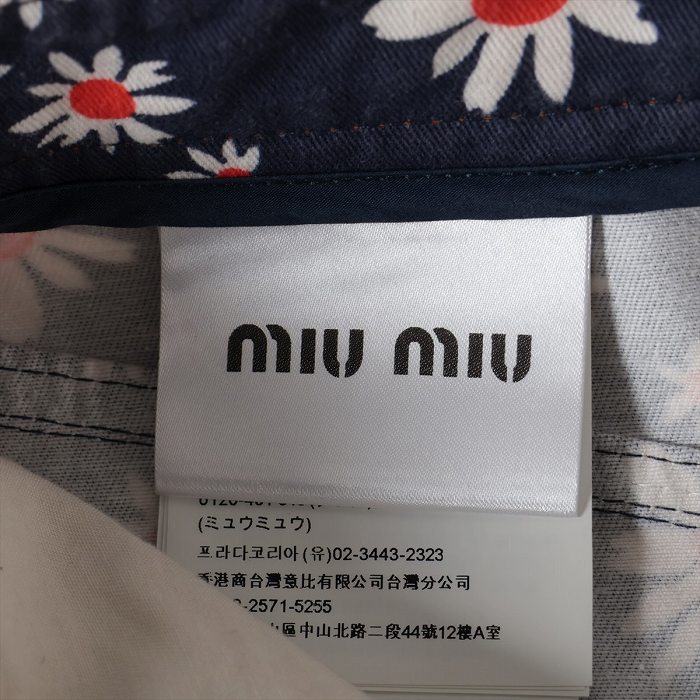 miu miu
(ミュウミュウ)
프라다코리아(유)02-3443-2323
香港商台灣意比有限公司台灣分公司
-2571-5255
山區中山北路二段44號12樓A室